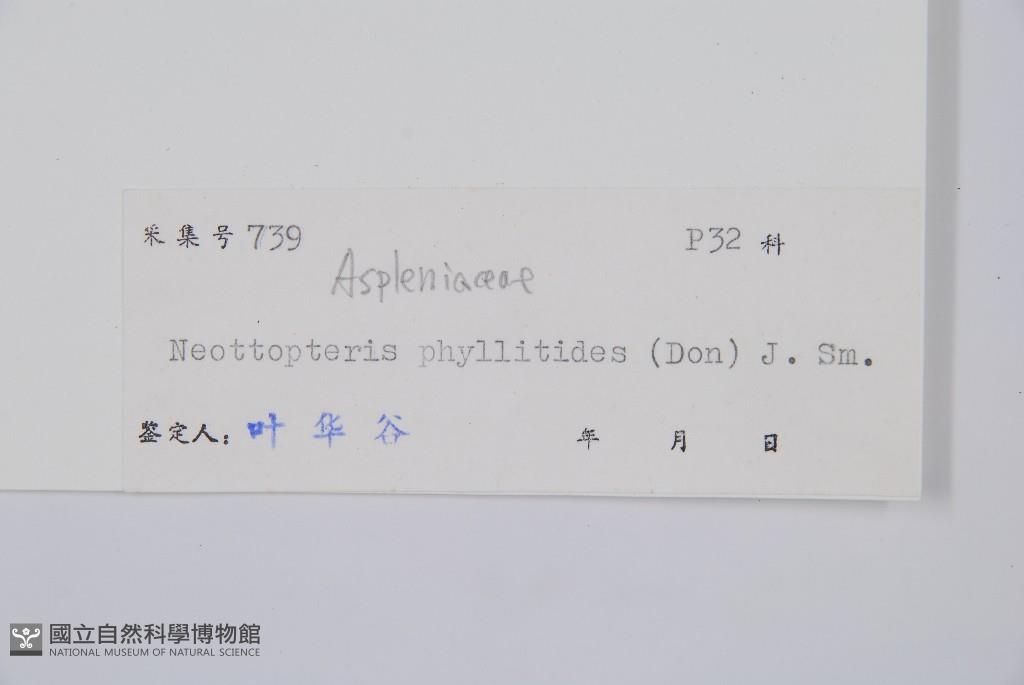 采集号 739 P32 科
Aspleniaceae
Neottopteris phyllitides (Don) J. Sm.
鉴定人: 叶华谷 年 月 日
國立自然科學博物館
NATIONAL MUSEUM OF NATURAL SCIENCE